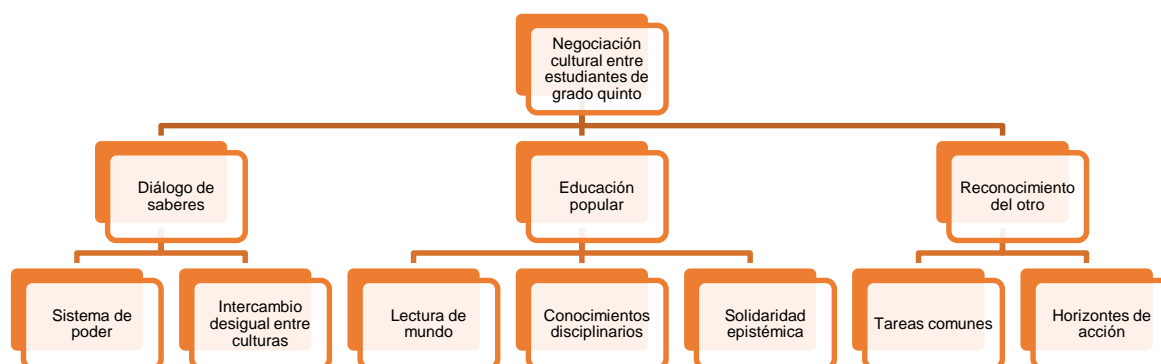 Negociación
cultural entre
estudiantes de
grado quinto
Diálogo de
saberes
Educación
popular
Reconocimiento
del otro
Sistema de
poder
Intercambio
desigual entre
culturas
Lectura de
mundo
Conocimientos
disciplinarios
Solidaridad
epistémica
Tareas comunes
Horizontes de
acción